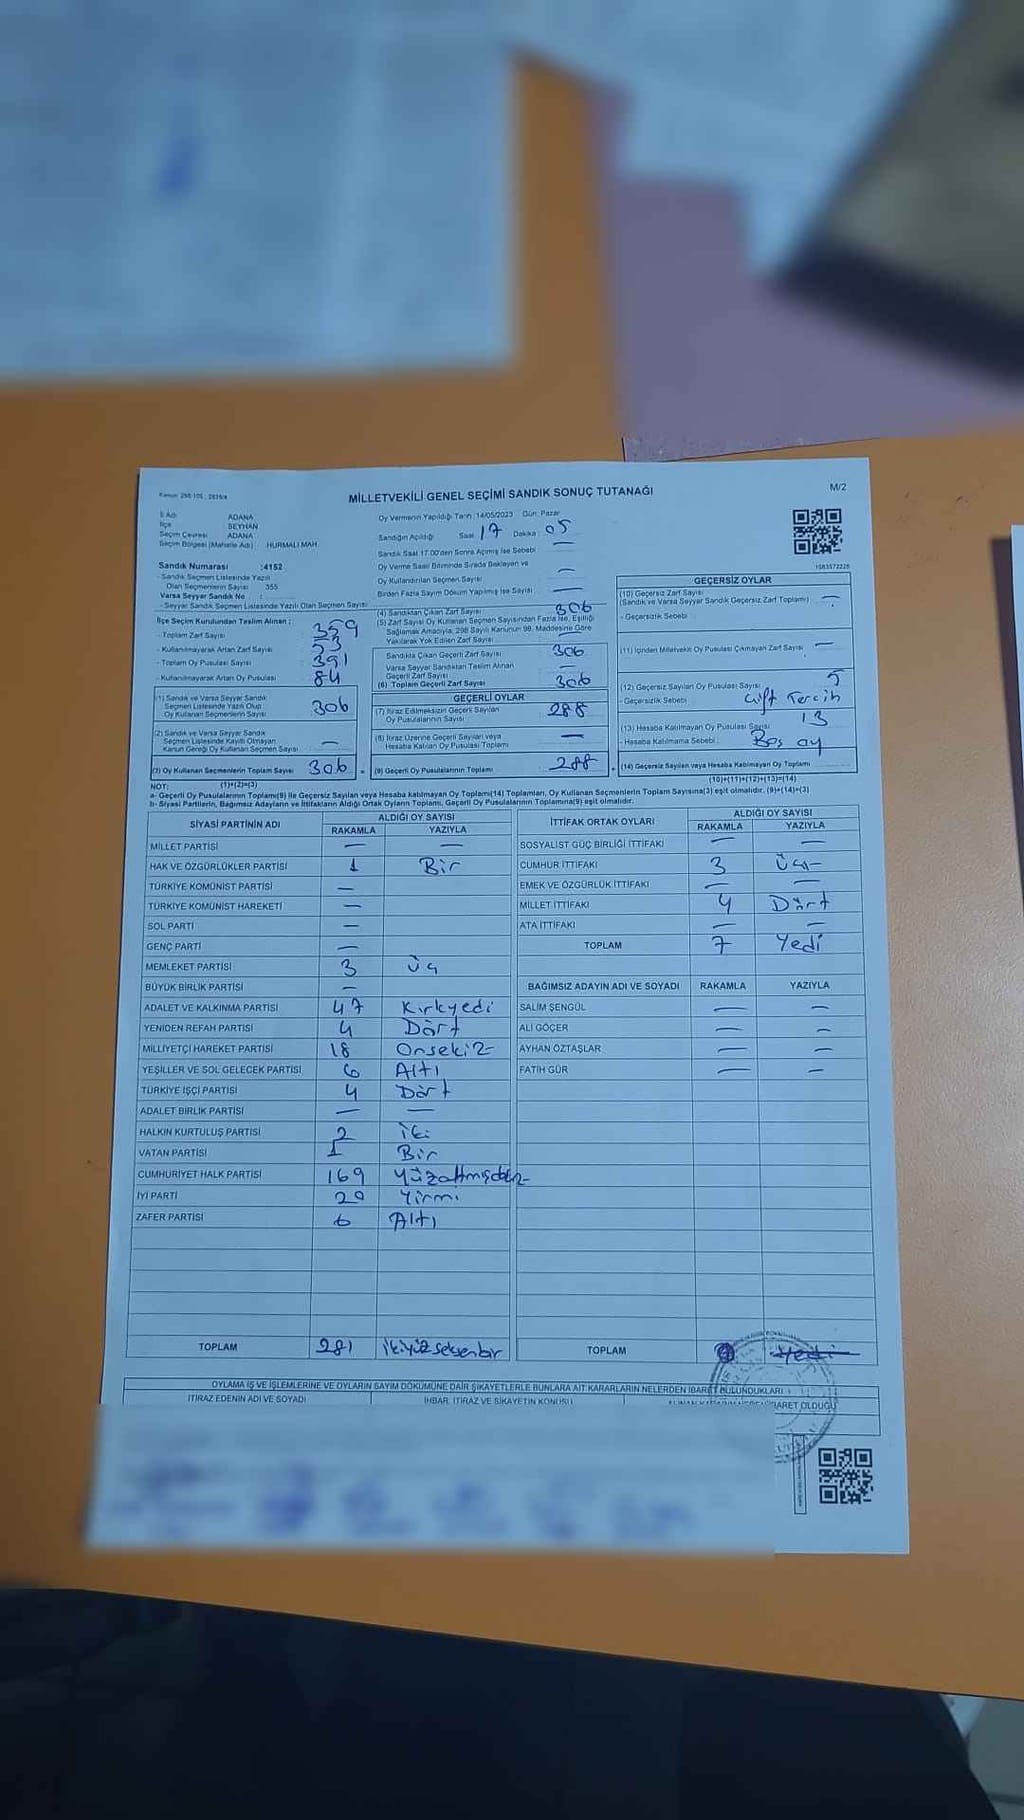 MİLLETVEKİLİ GENEL SEÇİMİ SANDIK SONUÇ TUTANAĞI
M/2
İl Adı ADANA
İlçe SEYHAN
Seçim Çevresi ADANA
Seçim Bölgesi (Mahalle Adı) HURMALI MAH.
Sandık Numarası :4152
- Sandık Seçmen Listesinde Yazılı
Olan Seçmenlerin Sayısı 355
Varsa Seyyar Sandık No :
- Seyyar Sandık Seçmen Listesinde Yazılı Olan Seçmen Sayısı
İlçe Seçim Kurulundan Teslim Alınan ;
- Toplam Zarf Sayısı 359
- Kullanılmayarak Artan Zarf Sayısı 53
- Toplam Oy Pusulası Sayısı 391
- Kullanılmayarak Artan Oy Pusulası 84
(1) Sandık ve Varsa Seyyar Sandık
Seçmen Listesinde Yazılı Olup
Oy Kullanan Seçmenlerin Sayısı 306
(2) Sandık ve Varsa Seyyar Sandık
Seçmen Listesinde Kayıtlı Olmayan
Kanun Gereği Oy Kullanan Seçmen Sayısı —
(3) Oy Kullanan Seçmenlerin Toplam Sayısı 306
(1)+(2)=(3)
Oy Vermenin Yapıldığı Tarih :14/05/2023 Gün: Pazar
Sandığın Açıldığı Saat 17 Dakika : 05
Sandık Saat 17.00'den Sonra Açılmış İse Sebebi —
Oy Verme Saati Bitiminde Sırada Bekleyen ve
Oy Kullandırılan Seçmen Sayısı —
Birden Fazla Sayım Döküm Yapılmış İse Sayısı —
(4) Sandıktan Çıkan Zarf Sayısı 306
(5) Zarf Sayısı Oy Kullanan Seçmen Sayısından Fazla İse, Eşitliği
Sağlamak Amacıyla, 298 Sayılı Kanunun 98. Maddesine Göre
Yakılarak Yok Edilen Zarf Sayısı —
Sandıkta Çıkan Geçerli Zarf Sayısı 306
Varsa Seyyar Sandıktan Teslim Alınan
Geçerli Zarf Sayısı —
(6) Toplam Geçerli Zarf Sayısı 306
GEÇERLİ OYLAR
(7) İtiraz Edilmeksizin Geçerli Sayılan
Oy Pusulalarının Sayısı 288
(8) İtiraz Üzerine Geçerli Sayılan veya
Hesaba Katılan Oy Pusulası Toplamı —
(9) Geçerli Oy Pusulalarının Toplamı 288
1083572228
GEÇERSİZ OYLAR
(10) Geçersiz Zarf Sayısı
(Sandık ve Varsa Seyyar Sandık Geçersiz Zarf Toplamı) —
- Geçersizlik Sebebi
(11) İçinden Milletvekili Oy Pusulası Çıkmayan Zarf Sayısı —
(12) Geçersiz Sayılan Oy Pusulası Sayısı 5
- Geçersizlik Sebebi Çift Tercih
(13) Hesaba Katılmayan Oy Pusulası Sayısı 13
- Hesaba Katılmama Sebebi Boş oy
(14) Geçersiz Sayılan veya Hesaba Katılmayan Oy Toplamı
(10)+(11)+(12)+(13)=(14)
NOT:
a- Geçerli Oy Pusulalarının Toplamı(9) ile Geçersiz Sayılan veya Hesaba katılmayan Oy Pusulası(14) Toplamları, Oy Kullanan Seçmenlerin Toplam Sayısına(3) eşit olmalıdır. (9)+(14)=(3)
b- Siyasi Partilerin, Bağımsız Adayların ve İttifakların Aldığı Ortak Oyların Toplamı, Geçerli Oy Pusulalarının Toplamına(9) eşit olmalıdır.
SİYASİ PARTİNİN ADI ALDIĞI OY SAYISI
RAKAMLA YAZIYLA
MİLLET PARTİSİ — —
HAK VE ÖZGÜRLÜKLER PARTİSİ 1 Bir
TÜRKİYE KOMÜNİST PARTİSİ —
TÜRKİYE KOMÜNİST HAREKETİ —
SOL PARTİ —
GENÇ PARTİ —
MEMLEKET PARTİSİ 3 üç
BÜYÜK BİRLİK PARTİSİ —
ADALET VE KALKINMA PARTİSİ 47 Kırkyedi
YENİDEN REFAH PARTİSİ 4 Dört
MİLLİYETÇİ HAREKET PARTİSİ 18 Onsekiz
YEŞİLLER VE SOL GELECEK PARTİSİ 6 Altı
TÜRKİYE İŞÇİ PARTİSİ 4 Dört
ADALET BİRLİK PARTİSİ — —
HALKIN KURTULUŞ PARTİSİ 2 iki
VATAN PARTİSİ 1 Bir
CUMHURİYET HALK PARTİSİ 169 Yüzaltmışdokuz
İYİ PARTİ 20 Yirmi
ZAFER PARTİSİ 6 Altı
TOPLAM 281 ikiyüzseksenbir
İTTİFAK ORTAK OYLARI ALDIĞI OY SAYISI
RAKAMLA YAZIYLA
SOSYALİST GÜÇ BİRLİĞİ İTTİFAKI — —
CUMHUR İTTİFAKI 3 üç
EMEK VE ÖZGÜRLÜK İTTİFAKI — —
MİLLET İTTİFAKI 4 Dört
ATA İTTİFAKI — —
TOPLAM 7 Yedi
BAĞIMSIZ ADAYIN ADI VE SOYADI RAKAMLA YAZIYLA
SALİM ŞENGÜL — —
ALİ GÖÇER — —
AYHAN ÖZTAŞLAR — —
FATİH GÜR — —
TOPLAM Yedi
OYLAMA İŞ VE İŞLEMLERİNE VE OYLARIN SAYIM DÖKÜMÜNE DAİR ŞİKAYETLERLE BUNLARA AİT KARARLARIN NELERDEN İBARET BULUNDUKLARI
İTİRAZ EDENİN ADI VE SOYADI İHBAR, İTİRAZ VE ŞİKAYETİN KONUSU